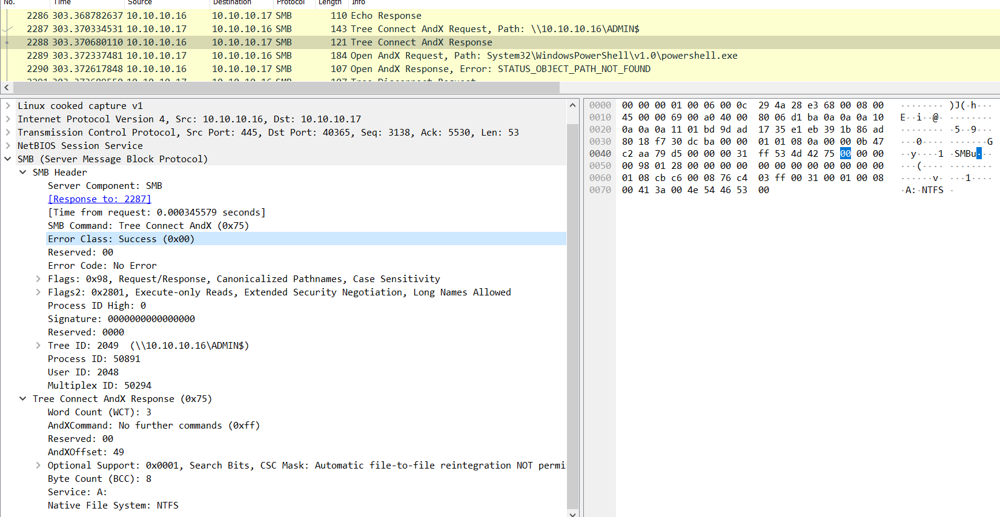 No. Time Source Destination Protocol Length Info
2286 303.368782637 10.10.10.16 10.10.10.17 SMB 110 Echo Response
2287 303.370334531 10.10.10.17 10.10.10.16 SMB 143 Tree Connect AndX Request, Path: \\10.10.10.16\ADMIN$
2288 303.370680110 10.10.10.16 10.10.10.17 SMB 121 Tree Connect AndX Response
2289 303.372337481 10.10.10.17 10.10.10.16 SMB 184 Open AndX Request, Path: System32\WindowsPowerShell\v1.0\powershell.exe
2290 303.372617848 10.10.10.16 10.10.10.17 SMB 107 Open AndX Response, Error: STATUS_OBJECT_PATH_NOT_FOUND
2291 303.373689550 10.10.10.17 10.10.10.16 SMB 107 Tree Disconnect Request
Linux cooked capture v1
Internet Protocol Version 4, Src: 10.10.10.16, Dst: 10.10.10.17
Transmission Control Protocol, Src Port: 445, Dst Port: 40365, Seq: 3138, Ack: 5530, Len: 53
NetBIOS Session Service
SMB (Server Message Block Protocol)
SMB Header
Server Component: SMB
[Response to: 2287]
[Time from request: 0.000345579 seconds]
SMB Command: Tree Connect AndX (0x75)
Error Class: Success (0x00)
Reserved: 00
Error Code: No Error
Flags: 0x98, Request/Response, Canonicalized Pathnames, Case Sensitivity
Flags2: 0x2801, Execute-only Reads, Extended Security Negotiation, Long Names Allowed
Process ID High: 0
Signature: 0000000000000000
Reserved: 0000
Tree ID: 2049 (\\10.10.10.16\ADMIN$)
Process ID: 50891
User ID: 2048
Multiplex ID: 50294
Tree Connect AndX Response (0x75)
Word Count (WCT): 3
AndXCommand: No further commands (0xff)
Reserved: 00
AndXOffset: 49
Optional Support: 0x0001, Search Bits, CSC Mask: Automatic file-to-file reintegration NOT permi
Byte Count (BCC): 8
Service: A:
Native File System: NTFS
0000 00 00 00 01 00 06 00 0c 29 4a 28 e3 68 00 08 00 ········ )J(·h···
0010 45 00 00 69 00 a0 40 00 80 06 d1 ba 0a 0a 0a 10 E··i··@· ········
0020 0a 0a 0a 11 01 bd 9d ad 17 35 e1 eb 39 1b 86 ad ········ ·5··9···
0030 80 18 f7 30 dc ba 00 00 01 01 08 0a 00 00 0b 47 ···0···· ·······G
0040 c2 aa 79 d5 00 00 00 31 ff 53 4d 42 75 00 00 00 ··y····1 ·SMBu···
0050 00 98 01 28 00 00 00 00 00 00 00 00 00 00 00 00 ···(···· ········
0060 01 08 cb c6 00 08 76 c4 03 ff 00 31 00 01 00 08 ······v· ···1····
0070 00 41 3a 00 4e 54 46 53 00 ·A:·NTFS ·